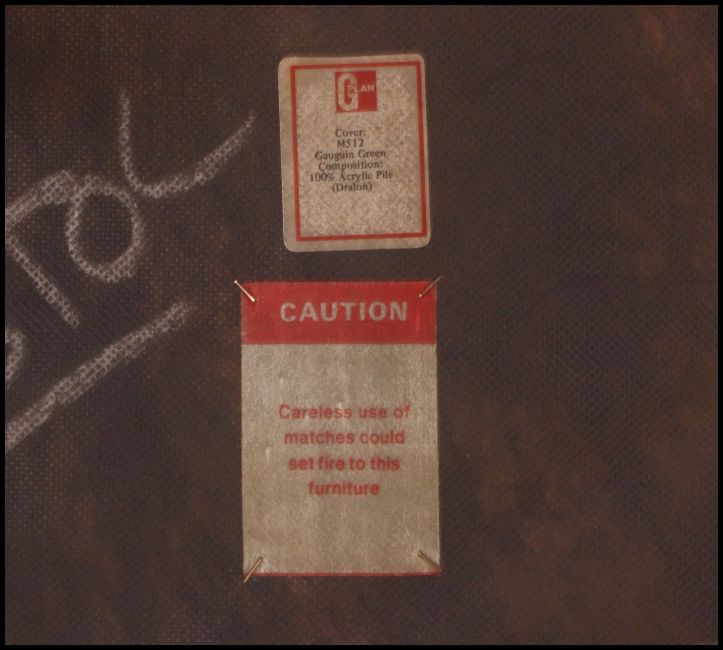 G PLAN
Cover:
M512
Gauguin Green
Composition:
100% Acrylic Pile
(Dralon)
CAUTION
Careless use of
matches could
set fire to this
furniture